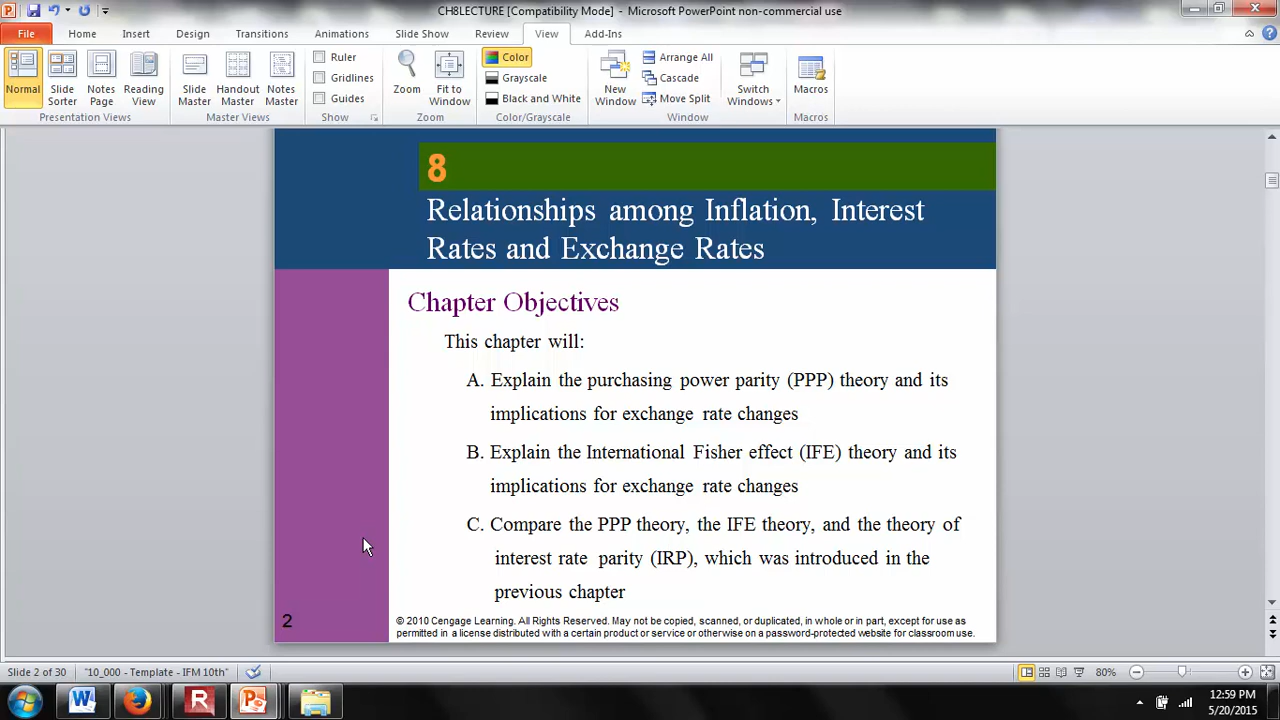 CH8LECTURE [Compatibility Mode] - Microsoft PowerPoint non-commercial use
File Home Insert Design Transitions Animations Slide Show Review View Add-Ins
Normal
Slide Sorter
Notes Page
Reading View
Presentation Views
Slide Master
Handout Master
Notes Master
Master Views
Ruler
Gridlines
Guides
Show
Zoom
Fit to Window
Zoom
Color
Grayscale
Black and White
Color/Grayscale
New Window
Arrange All
Cascade
Move Split
Switch Windows
Window
Macros
Macros
8
Relationships among Inflation, Interest
Rates and Exchange Rates
Chapter Objectives
This chapter will:
A. Explain the purchasing power parity (PPP) theory and its
implications for exchange rate changes
B. Explain the International Fisher effect (IFE) theory and its
implications for exchange rate changes
C. Compare the PPP theory, the IFE theory, and the theory of
interest rate parity (IRP), which was introduced in the
previous chapter
2
© 2010 Cengage Learning. All Rights Reserved. May not be copied, scanned, or duplicated, in whole or in part, except for use as
permitted in a license distributed with a certain product or service or otherwise on a password-protected website for classroom use.
Slide 2 of 30 "10_000 - Template - IFM 10th" 80%
12:59 PM
5/20/2015